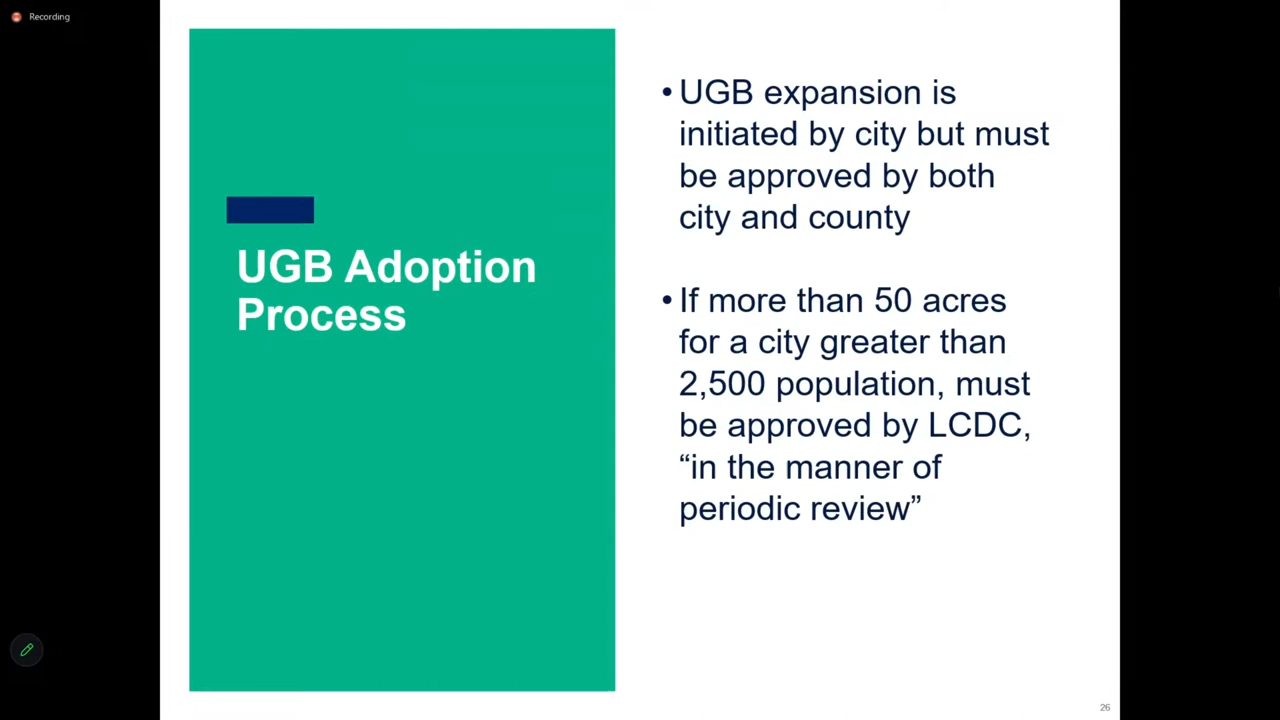 Recording
UGB Adoption
Process
•UGB expansion is
initiated by city but must
be approved by both
city and county
•If more than 50 acres
for a city greater than
2,500 population, must
be approved by LCDC,
“in the manner of
periodic review”
26